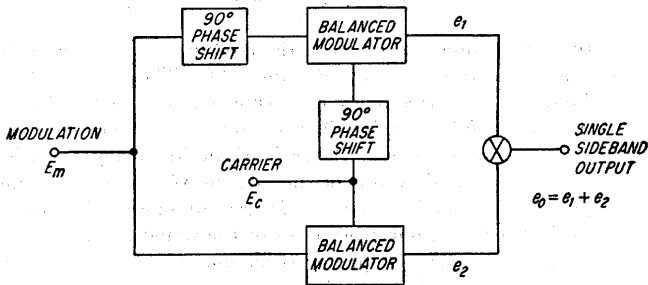 90°
PHASE
SHIFT
BALANCED
MODULATOR
e1
MODULATION
Em
90°
PHASE
SHIFT
CARRIER
Ec
SINGLE
SIDEBAND
OUTPUT
e0 = e1 + e2
BALANCED
MODULATOR
e2